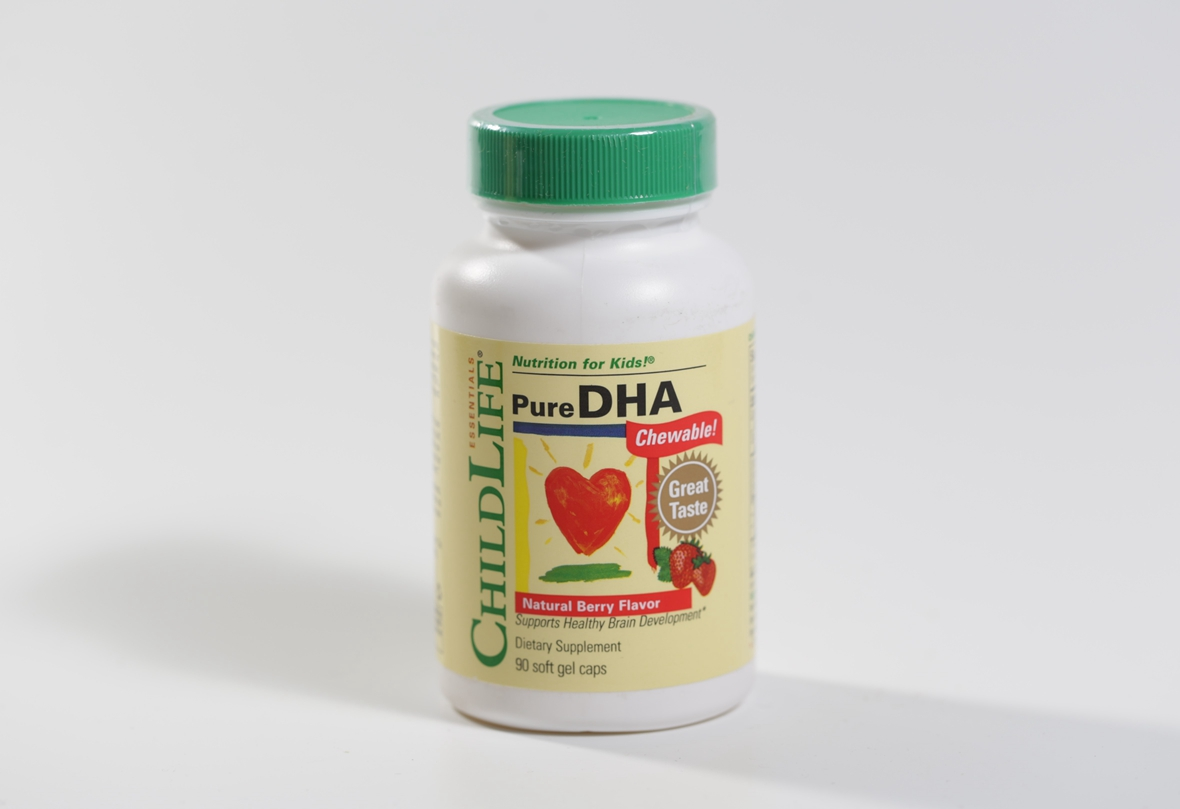 ESSENTIALS
CHILDLIFE®
Nutrition for Kids!®
Pure DHA
Chewable!
Great
Taste
Natural Berry Flavor
Supports Healthy Brain Development*
Dietary Supplement
90 soft gel caps